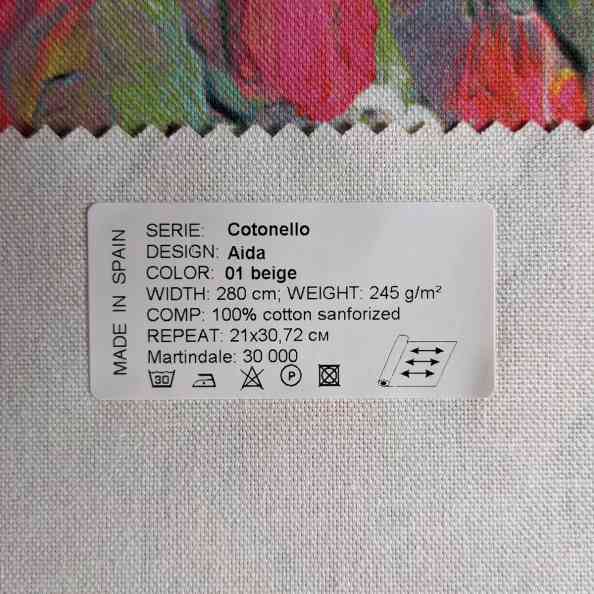 MADE IN SPAIN
SERIE: Cotonello
DESIGN: Aida
COLOR: 01 beige
WIDTH: 280 cm; WEIGHT: 245 g/m²
COMP: 100% cotton sanforized
REPEAT: 21x30,72 см
Martindale: 30 000
30 P